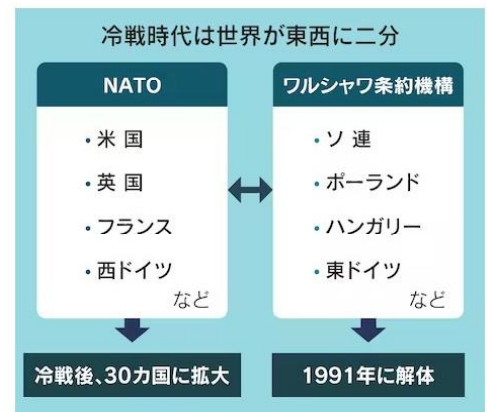 冷戦時代は世界が東西に二分
NATO
・米国
・英国
・フランス
・西ドイツ
など
冷戦後、30カ国に拡大
ワルシャワ条約機構
・ソ連
・ポーランド
・ハンガリー
・東ドイツ
など
1991年に解体